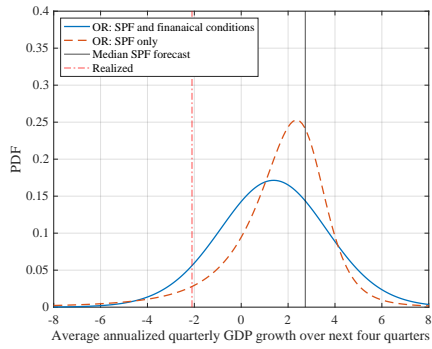 0.4
0.35
0.3
0.25
0.2
0.15
0.1
0.05
0
PDF
OR: SPF and finanaical conditions
OR: SPF only
Median SPF forecast
Realized
-8 -6 -4 -2 0 2 4 6 8
Average annualized quarterly GDP growth over next four quarters